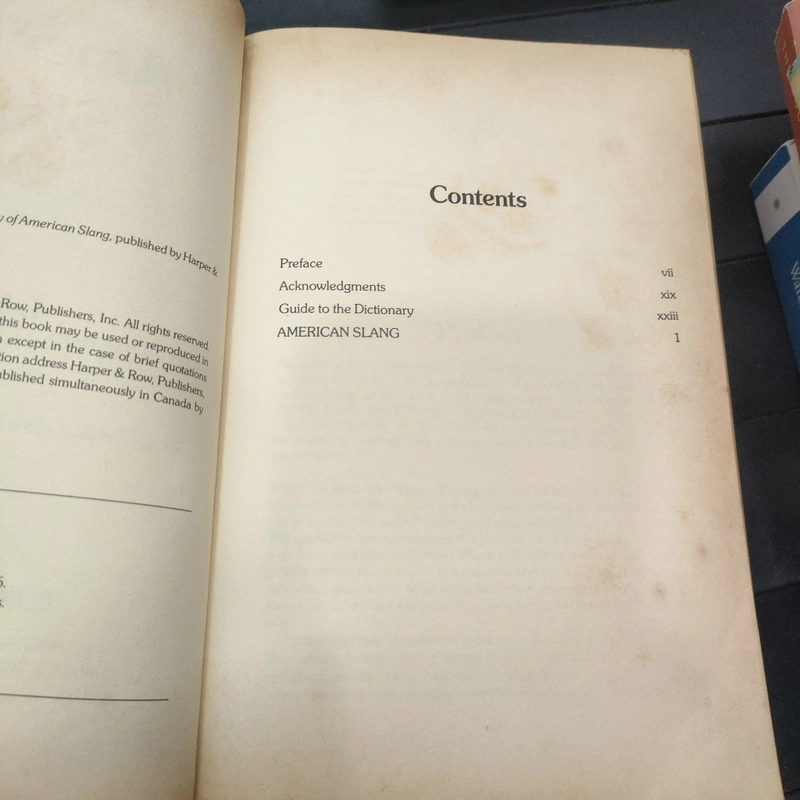 y of American Slang, published by Harper &
Row, Publishers, Inc. All rights reserved.
this book may be used or reproduced in
except in the case of brief quotations
tion address Harper & Row, Publishers,
ublished simultaneously in Canada by
Contents
Preface vii
Acknowledgments xix
Guide to the Dictionary xxiii
AMERICAN SLANG 1